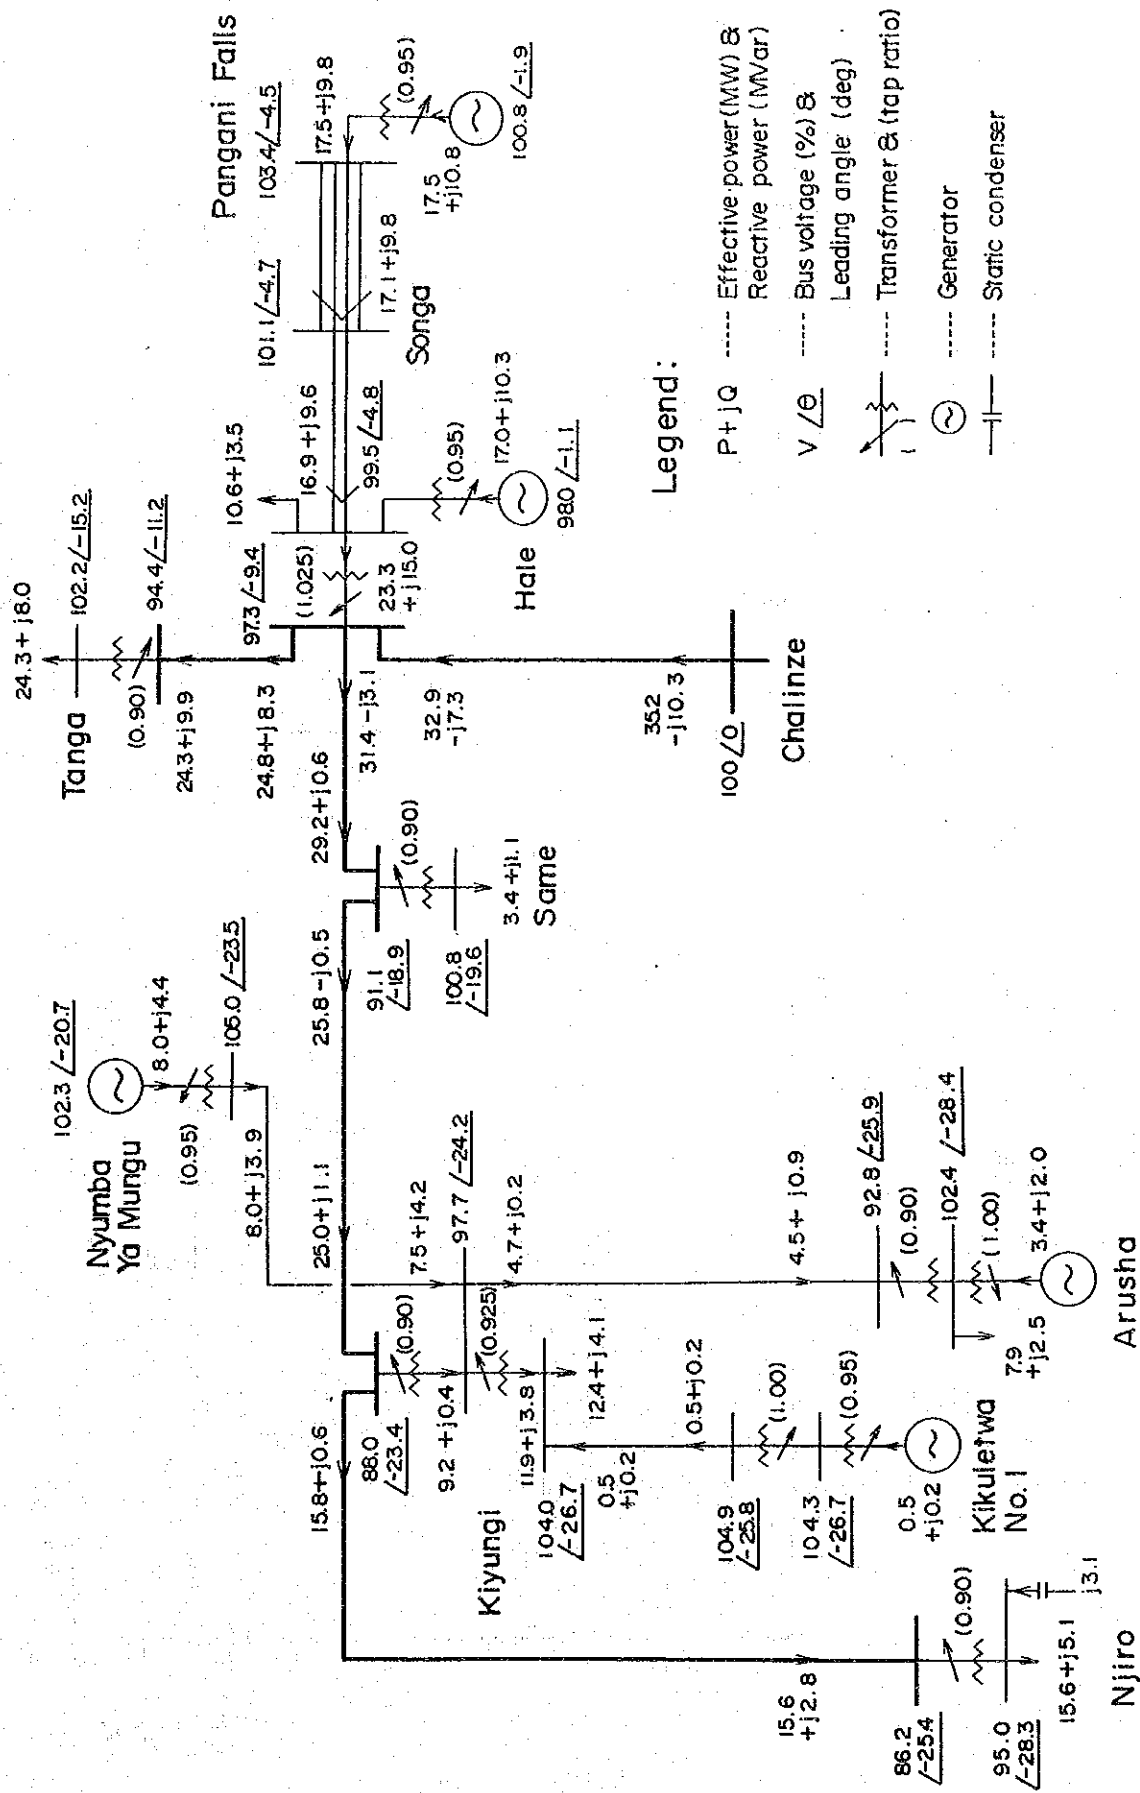 Pangani Falls
103.4 /-4.5
17.5+j9.8
(0.95)
17.5
+j10.8
100.8 /-1.9
101.1 /-4.7
17.1+j9.8
Songa
16.9+j9.6
99.5 /-4.8
10.6+j3.5
(0.95)
17.0+j10.3
98.0 /-1.1
Hale
97.3 /-9.4
(1.025)
23.3
+j15.0
24.3+j8.0
Tanga
102.2 /-15.2
(0.90)
94.4 /-11.2
24.3+j9.9
24.8+j8.3
31.4-j3.1
32.9
-j7.3
35.2
-j10.3
100 /0
Chalinze
29.2+j0.6
(0.90)
91.1
/-18.9
100.8
/-19.6
3.4+j1.1
Same
25.8-j0.5
102.3 /-20.7
Nyumba
Ya Mungu
8.0+j4.4
(0.95)
105.0 /-23.5
8.0+j3.9
25.0+j1.1
7.5+j4.2
97.7 /-24.2
4.7+j0.2
4.5+j0.9
92.8 /-25.9
(0.90)
102.4 /-28.4
(1.00)
3.4+j2.0
7.9
+j2.5
Arusha
15.8+j0.6
88.0
/-23.4
(0.90)
9.2+j0.4
(0.925)
Kiyungi
11.9+j3.8
12.4+j4.1
104.0
/-26.7
0.5
+j0.2
0.5+j0.2
104.9
/-25.8
(1.00)
104.3
/-26.7
(0.95)
0.5
+j0.2
Kikuletwa
No.1
15.6
+j2.8
86.2
/-25.4
(0.90)
95.0
/-28.3
j3.1
15.6+j5.1
Njiro
Legend:
P+jQ ----- Effective power(MW) &
Reactive power (MVar)
V /θ ----- Bus voltage (%) &
Leading angle (deg)
( ) ----- Transformer & (tap ratio)
----- Generator
----- Static condenser